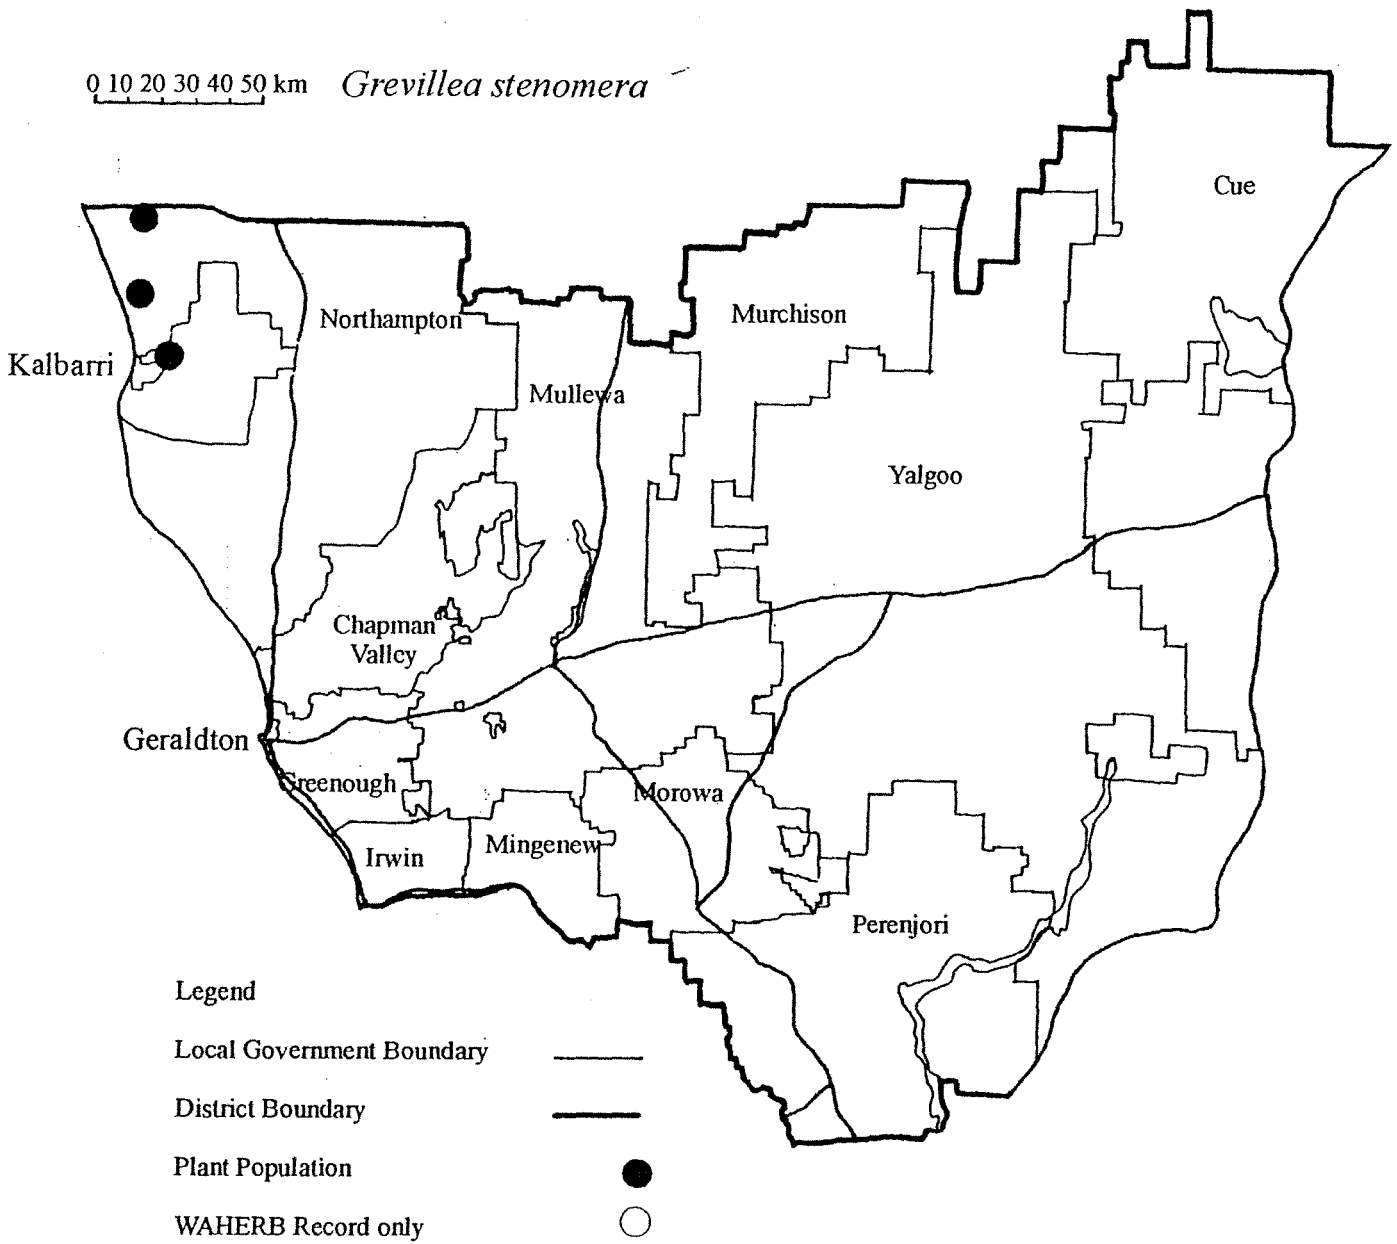 0 10 20 30 40 50 km
Grevillea stenomera
Cue
Northampton
Murchison
Kalbarri
Mullewa
Yalgoo
Chapman
Valley
Geraldton
Greenough
Morowa
Irwin
Mingenew
Perenjori
Legend
Local Government Boundary
District Boundary
Plant Population
WAHERB Record only